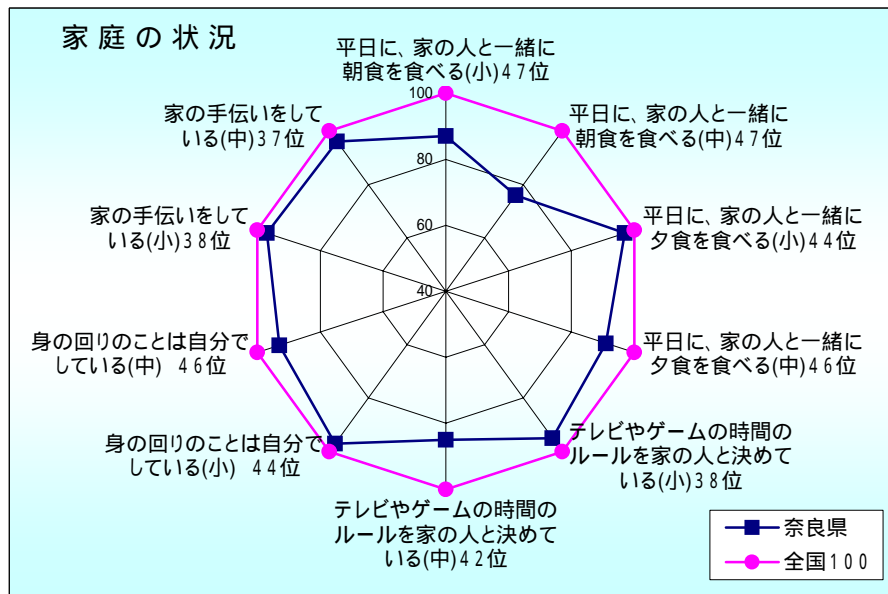 家庭の状況
平日に、家の人と一緒に
朝食を食べる(小)47位
平日に、家の人と一緒に
朝食を食べる(中)47位
平日に、家の人と一緒に
夕食を食べる(小)44位
平日に、家の人と一緒に
夕食を食べる(中)46位
テレビやゲームの時間の
ルールを家の人と決めて
いる(小)38位
テレビやゲームの時間の
ルールを家の人と決めて
いる(中)42位
身の回りのことは自分で
している(小) 44位
身の回りのことは自分で
している(中) 46位
家の手伝いをして
いる(小)38位
家の手伝いをして
いる(中)37位
100
80
60
40
奈良県
全国100